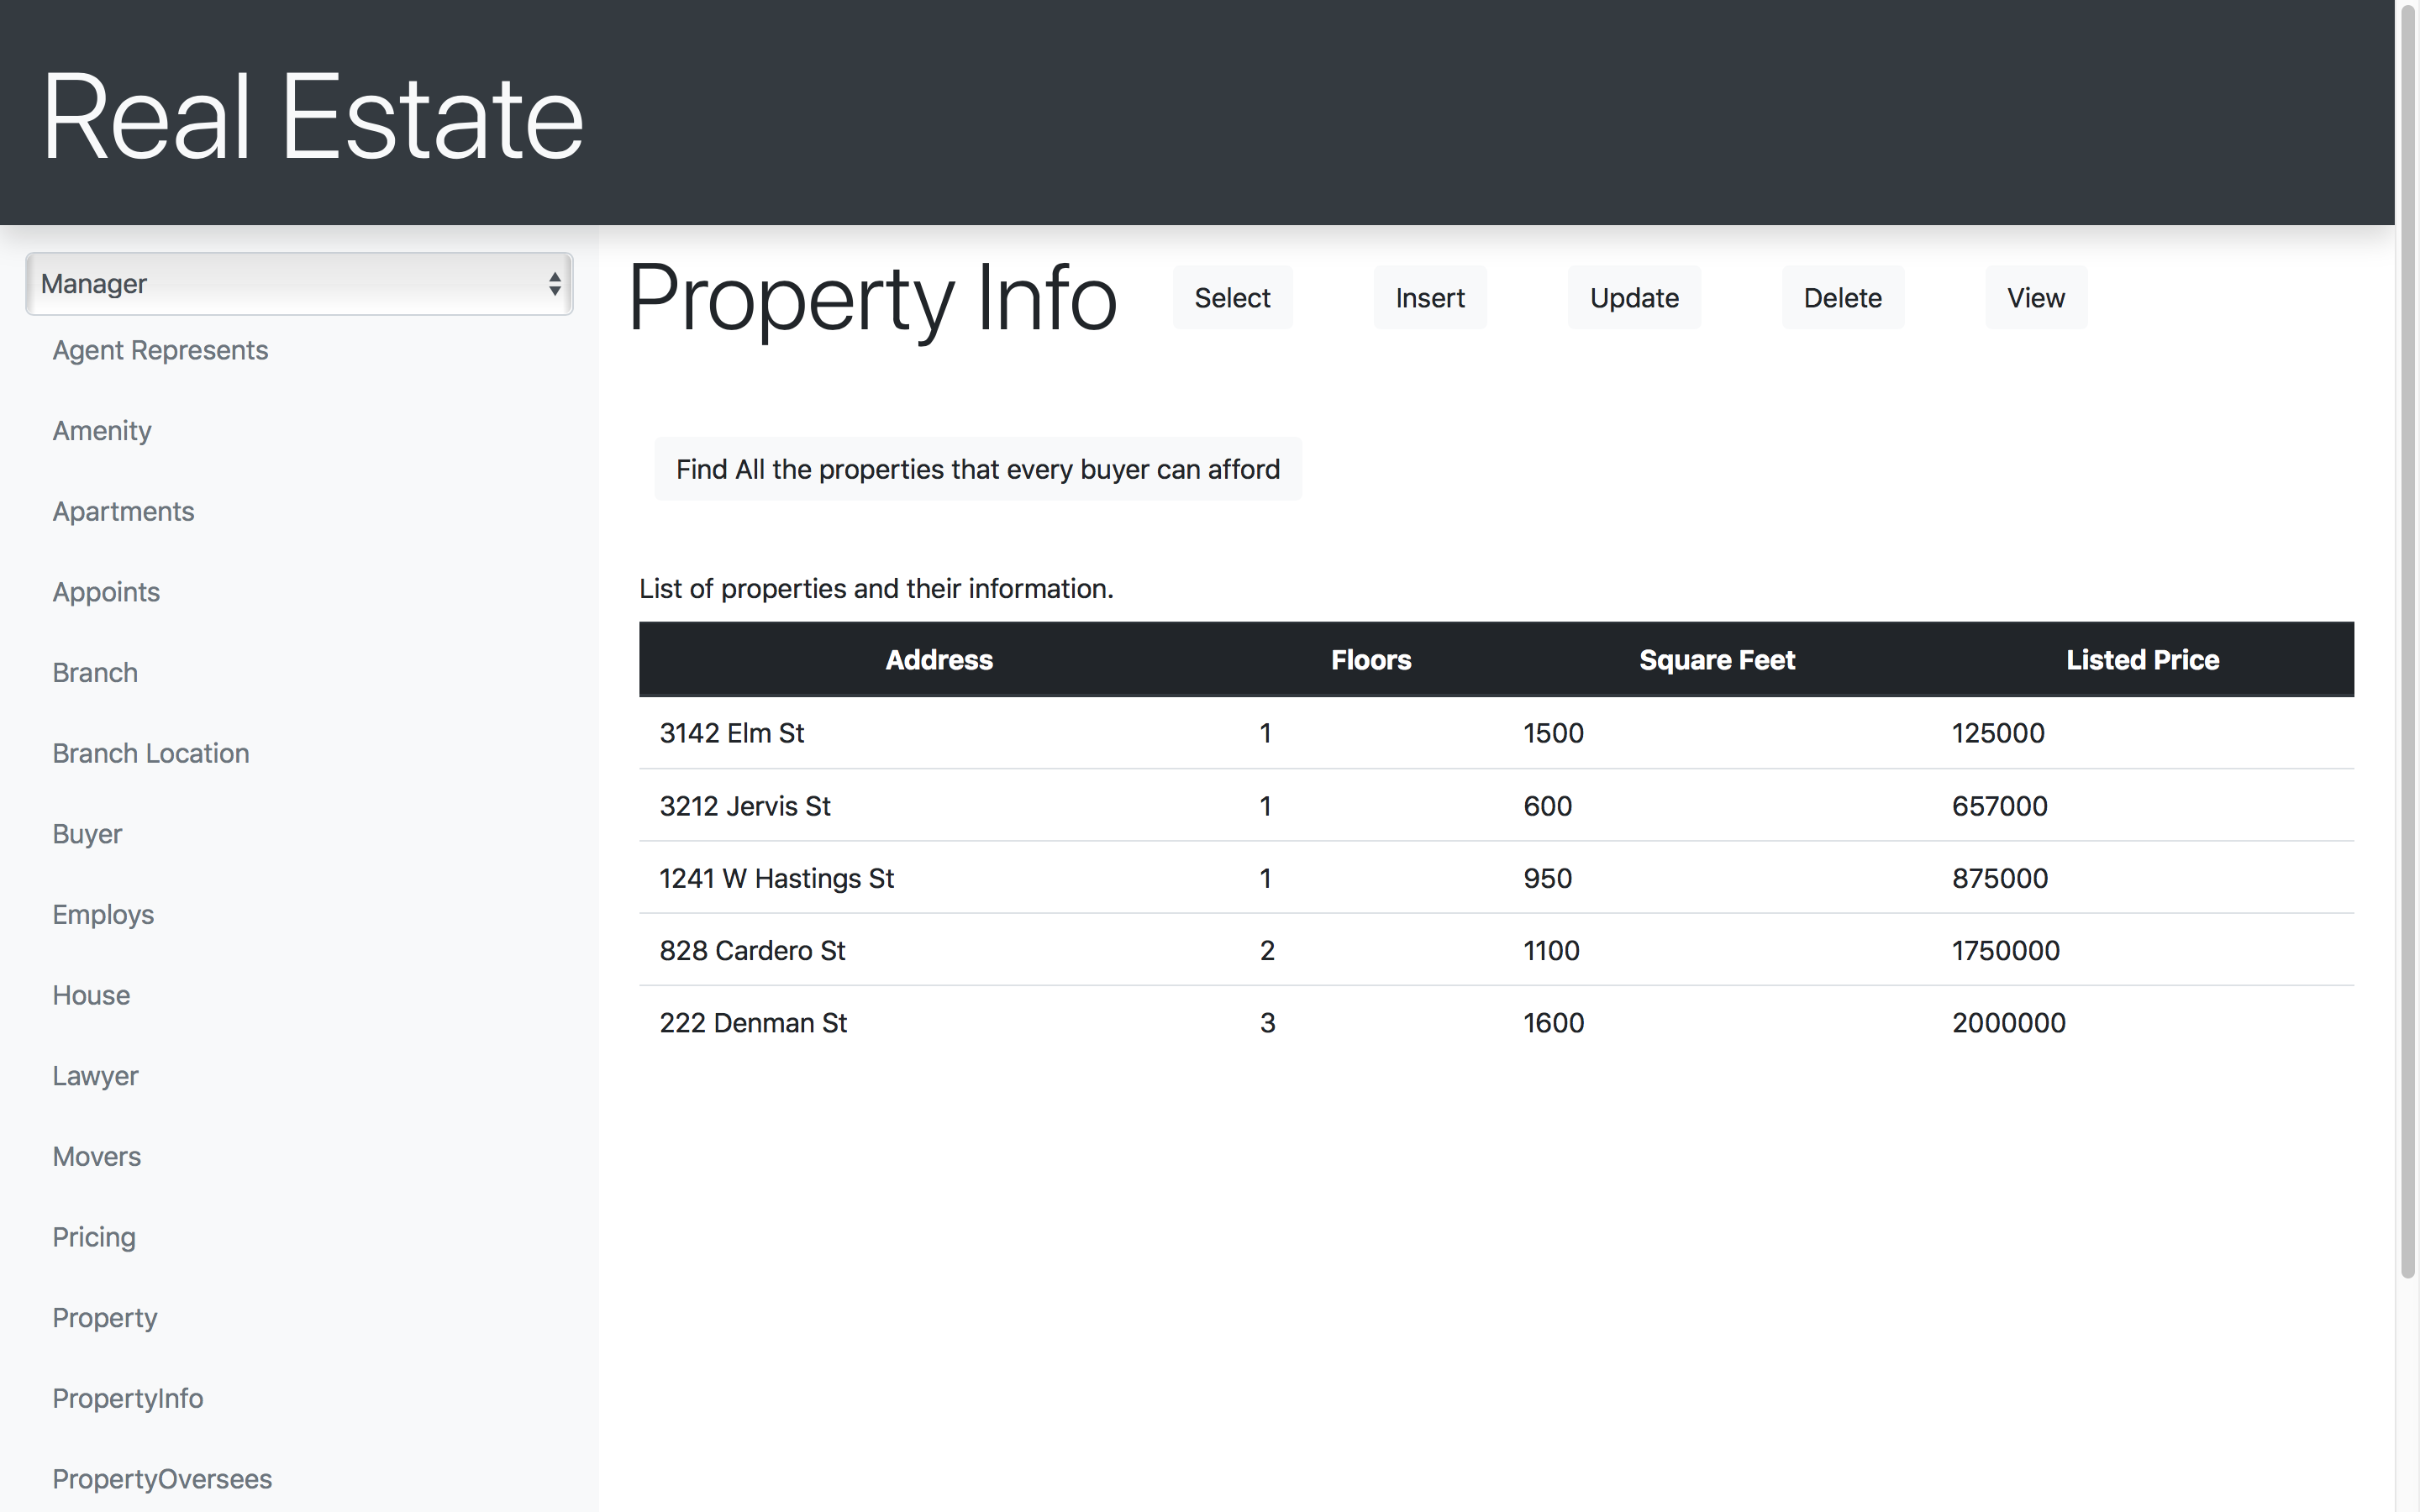 Real Estate
Manager
Agent Represents
Amenity
Apartments
Appoints
Branch
Branch Location
Buyer
Employs
House
Lawyer
Movers
Pricing
Property
PropertyInfo
PropertyOversees
Property Info Select Insert Update Delete View
Find All the properties that every buyer can afford
List of properties and their information.
Address Floors Square Feet Listed Price
3142 Elm St 1 1500 125000
3212 Jervis St 1 600 657000
1241 W Hastings St 1 950 875000
828 Cardero St 2 1100 1750000
222 Denman St 3 1600 2000000